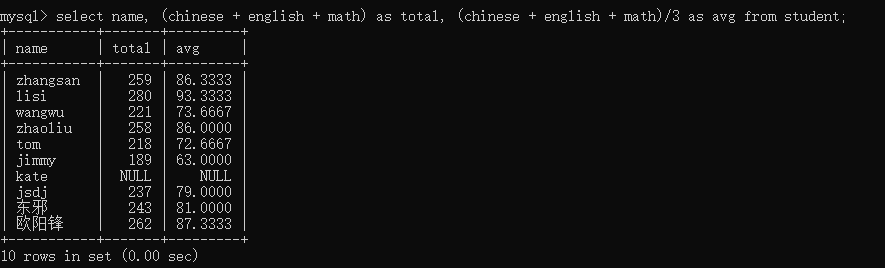 mysql> select name, (chinese + english + math) as total, (chinese + english + math)/3 as avg from student;
+-----------+-------+---------+
| name      | total | avg     |
+-----------+-------+---------+
| zhangsan  |   259 | 86.3333 |
| lisi      |   280 | 93.3333 |
| wangwu    |   221 | 73.6667 |
| zhaoliu   |   258 | 86.0000 |
| tom       |   218 | 72.6667 |
| jimmy     |   189 | 63.0000 |
| kate      |  NULL |    NULL |
| jsdj      |   237 | 79.0000 |
| 东邪      |   243 | 81.0000 |
| 欧阳锋    |   262 | 87.3333 |
+-----------+-------+---------+
10 rows in set (0.00 sec)